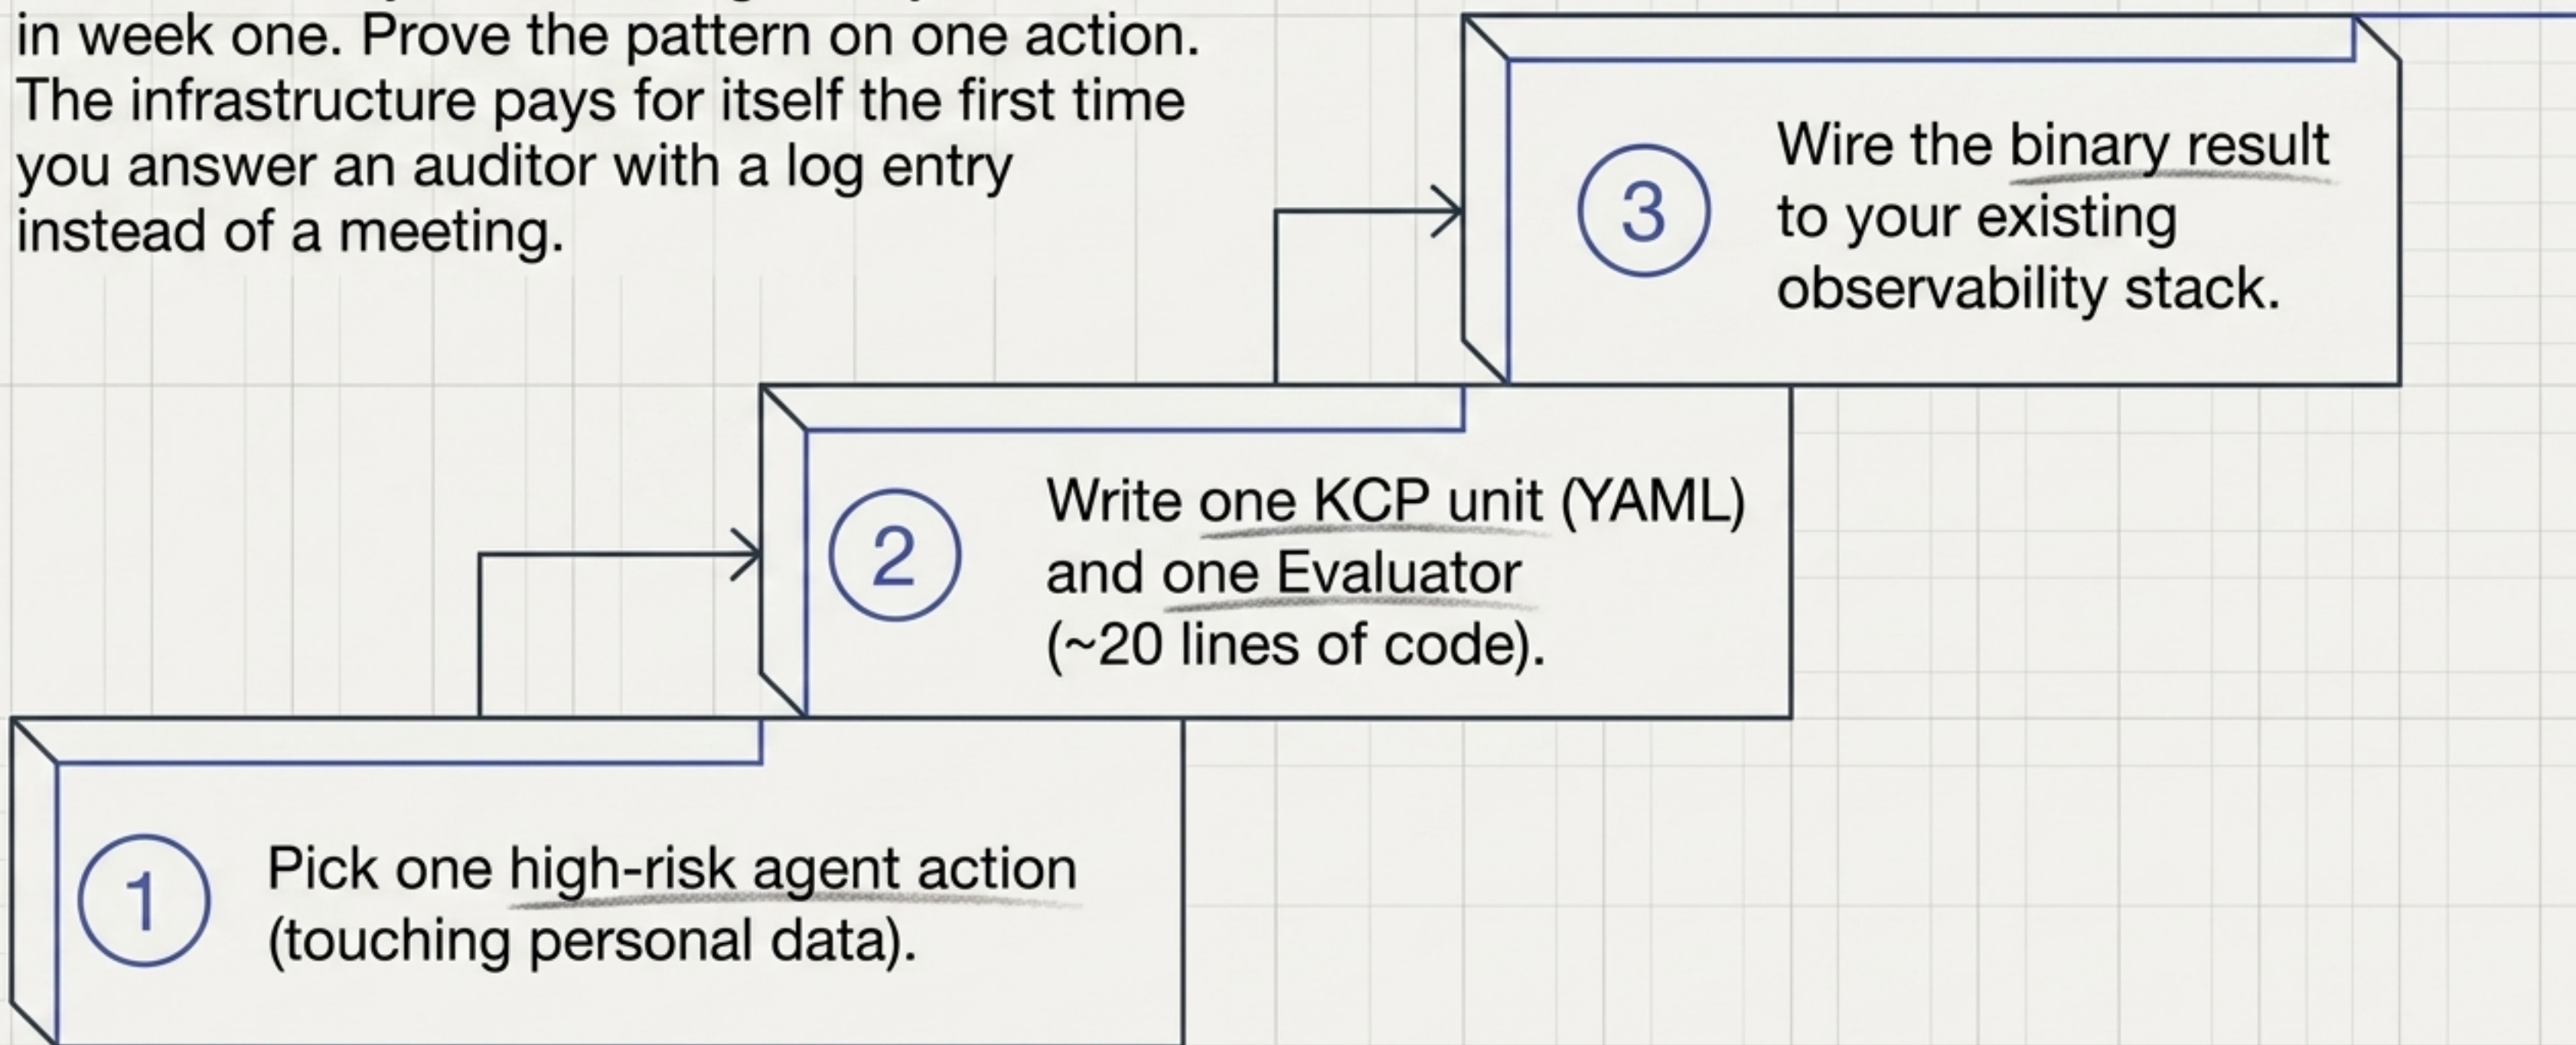 in week one. Prove the pattern on one action.
The infrastructure pays for itself the first time
you answer an auditor with a log entry
instead of a meeting.
3
Wire the binary result
to your existing
observability stack.
2
Write one KCP unit (YAML)
and one Evaluator
(~20 lines of code).
1
Pick one high-risk agent action
(touching personal data).